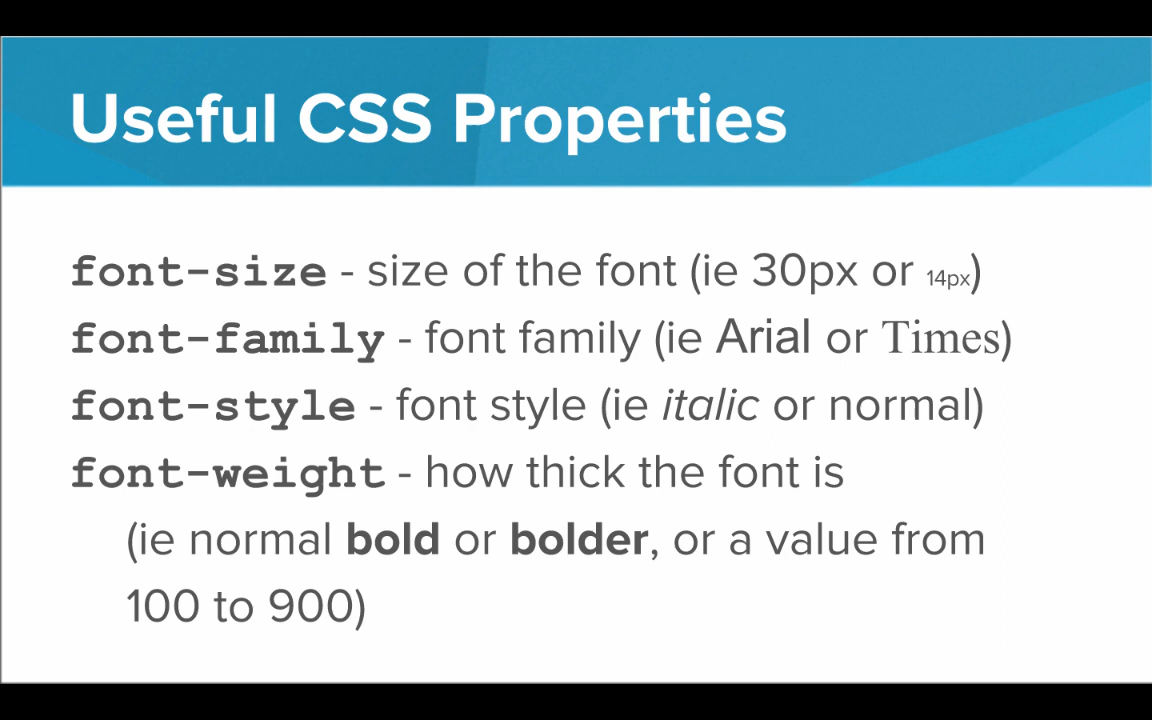 Useful CSS Properties
font-size - size of the font (ie 30px or 14px)
font-family - font family (ie Arial or Times)
font-style - font style (ie italic or normal)
font-weight - how thick the font is
(ie normal bold or bolder, or a value from
100 to 900)